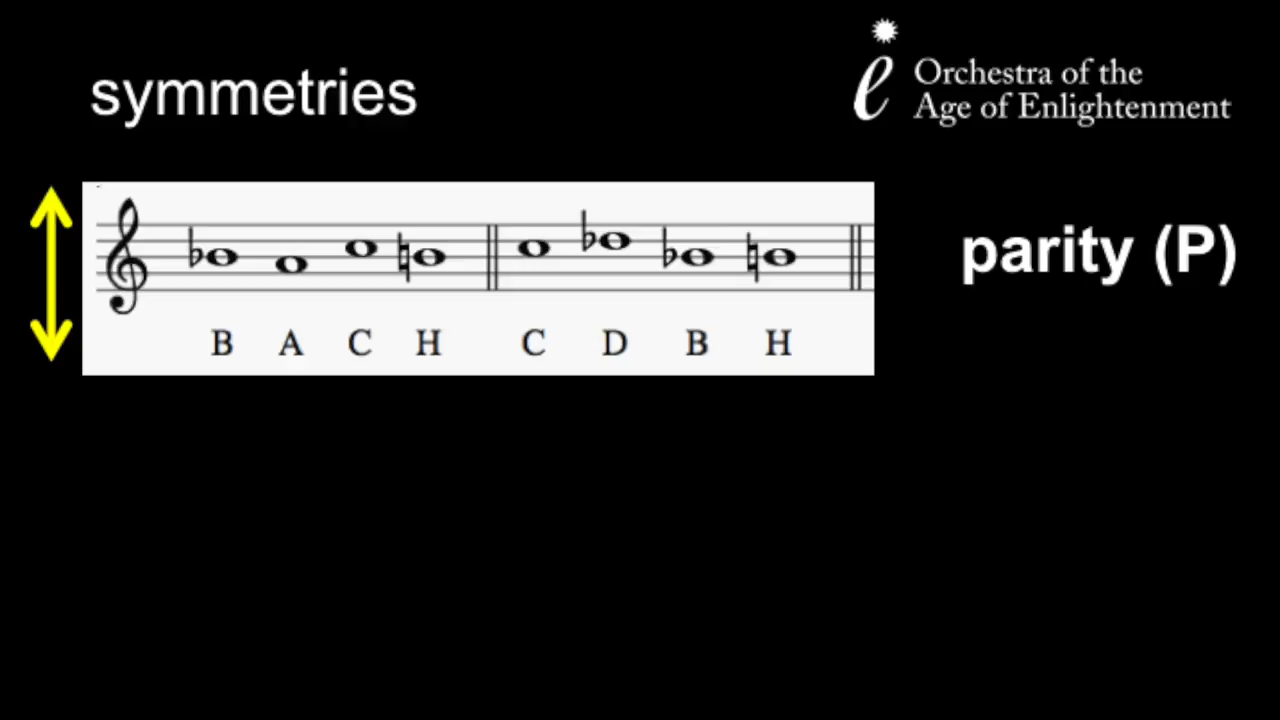 symmetries
e Orchestra of the
Age of Enlightenment
parity (P)
B A C H C D B H